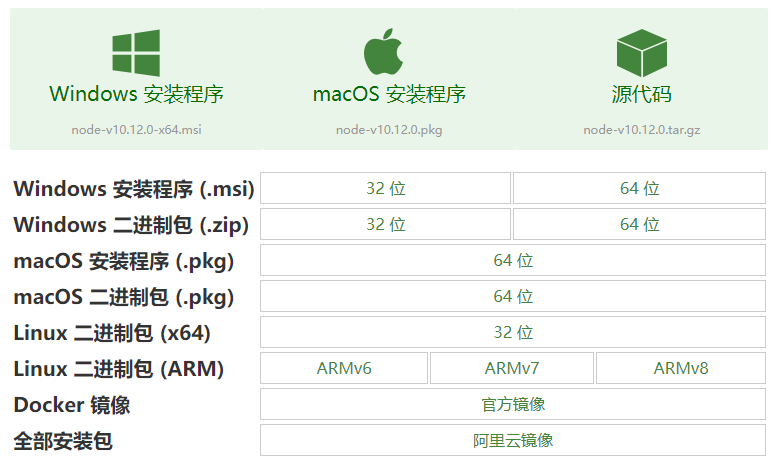 Windows 安装程序 macOS 安装程序 源代码
node-v10.12.0-x64.msi node-v10.12.0.pkg node-v10.12.0.tar.gz
Windows 安装程序 (.msi) 32 位 64 位
Windows 二进制包 (.zip) 32 位 64 位
macOS 安装程序 (.pkg) 64 位
macOS 二进制包 (.pkg) 64 位
Linux 二进制包 (x64) 32 位
Linux 二进制包 (ARM) ARMv6 ARMv7 ARMv8
Docker 镜像 官方镜像
全部安装包 阿里云镜像